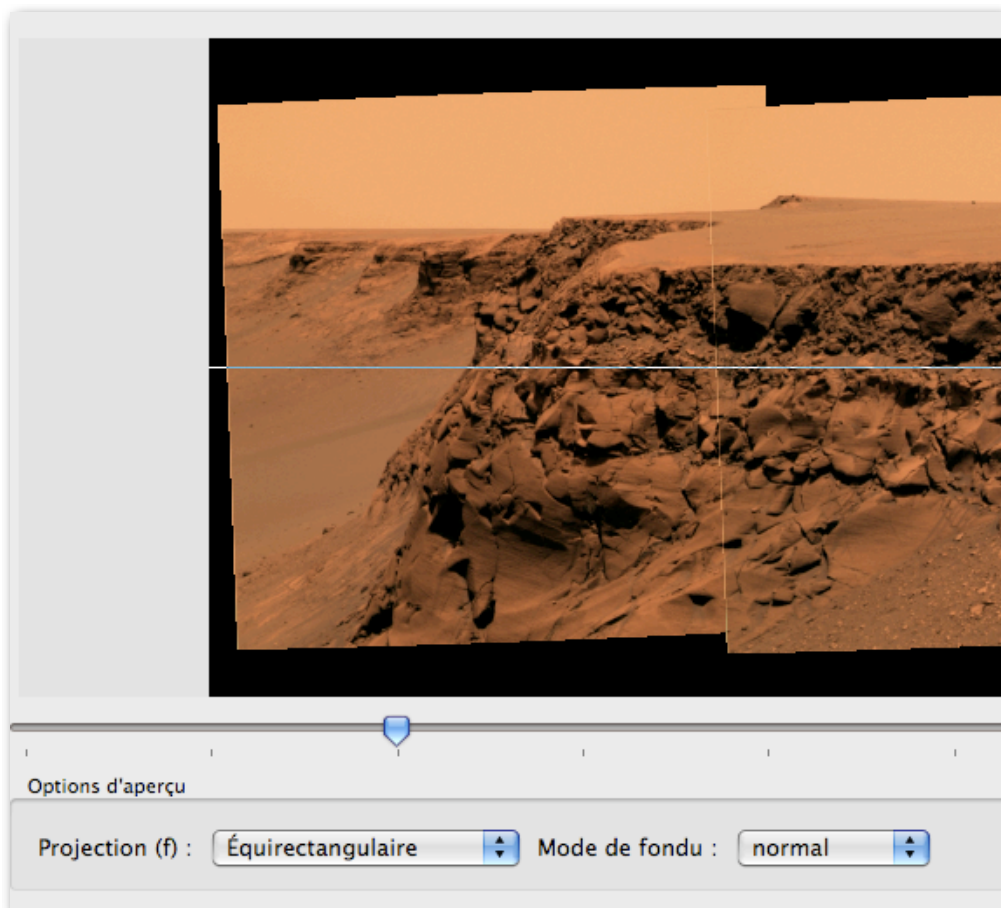 Options d'aperçu
Projection (f) : Équirectangulaire Mode de fondu : normal